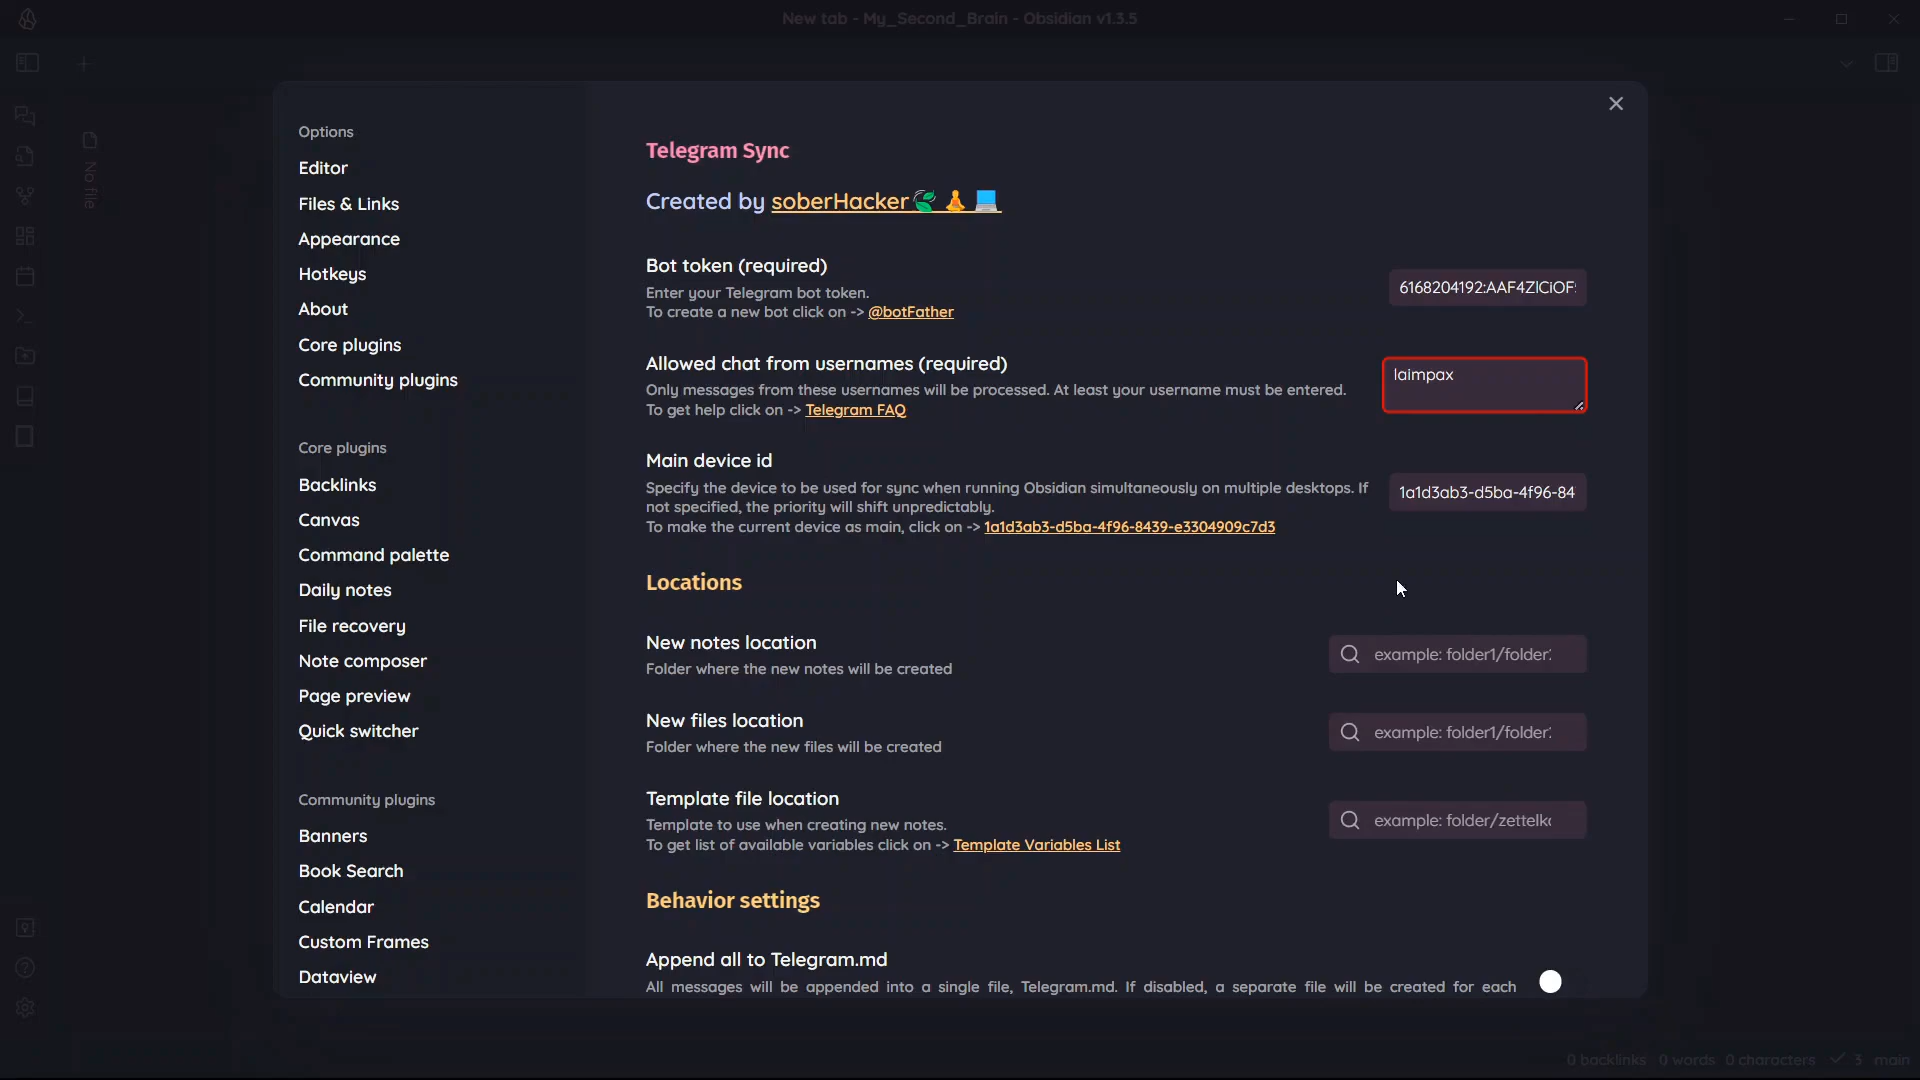 New tab - My_Second_Brain - Obsidian v1.3.5
No file
Options
Editor
Files & Links
Appearance
Hotkeys
About
Core plugins
Community plugins
Core plugins
Backlinks
Canvas
Command palette
Daily notes
File recovery
Note composer
Page preview
Quick switcher
Community plugins
Banners
Book Search
Calendar
Custom Frames
Dataview
Telegram Sync
Created by soberHacker🍃🧘💻
Bot token (required)
Enter your Telegram bot token.
To create a new bot click on -> @botFather
6168204192:AAF4ZlCiOF
Allowed chat from usernames (required)
Only messages from these usernames will be processed. At least your username must be entered.
To get help click on -> Telegram FAQ
laimpax
Main device id
Specify the device to be used for sync when running Obsidian simultaneously on multiple desktops. If
not specified, the priority will shift unpredictably.
To make the current device as main, click on -> 1a1d3ab3-d5ba-4f96-8439-e3304909c7d3
1a1d3ab3-d5ba-4f96-84
Locations
New notes location
Folder where the new notes will be created
example: folder1/folder
New files location
Folder where the new files will be created
example: folder1/folder
Template file location
Template to use when creating new notes.
To get list of available variables click on -> Template Variables List
example: folder/zettelk
Behavior settings
Append all to Telegram.md
All messages will be appended into a single file, Telegram.md. If disabled, a separate file will be created for each
0 backlinks 0 words 0 characters ✓ 3 main